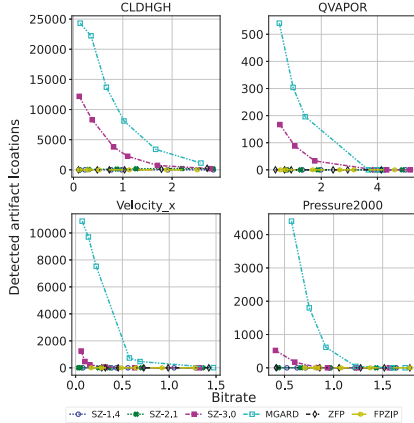 CLDHGH
QVAPOR
25000
20000
15000
10000
5000
0
500
400
300
200
100
0
1
2
2
4
Detected artifact lcoations
Velocity_x
Pressure2000
10000
8000
6000
4000
2000
0
4000
3000
2000
1000
0
0.0
0.5
1.0
1.5
0.5
1.0
1.5
Bitrate
SZ-1,4
SZ-2,1
SZ-3,0
MGARD
ZFP
FPZIP